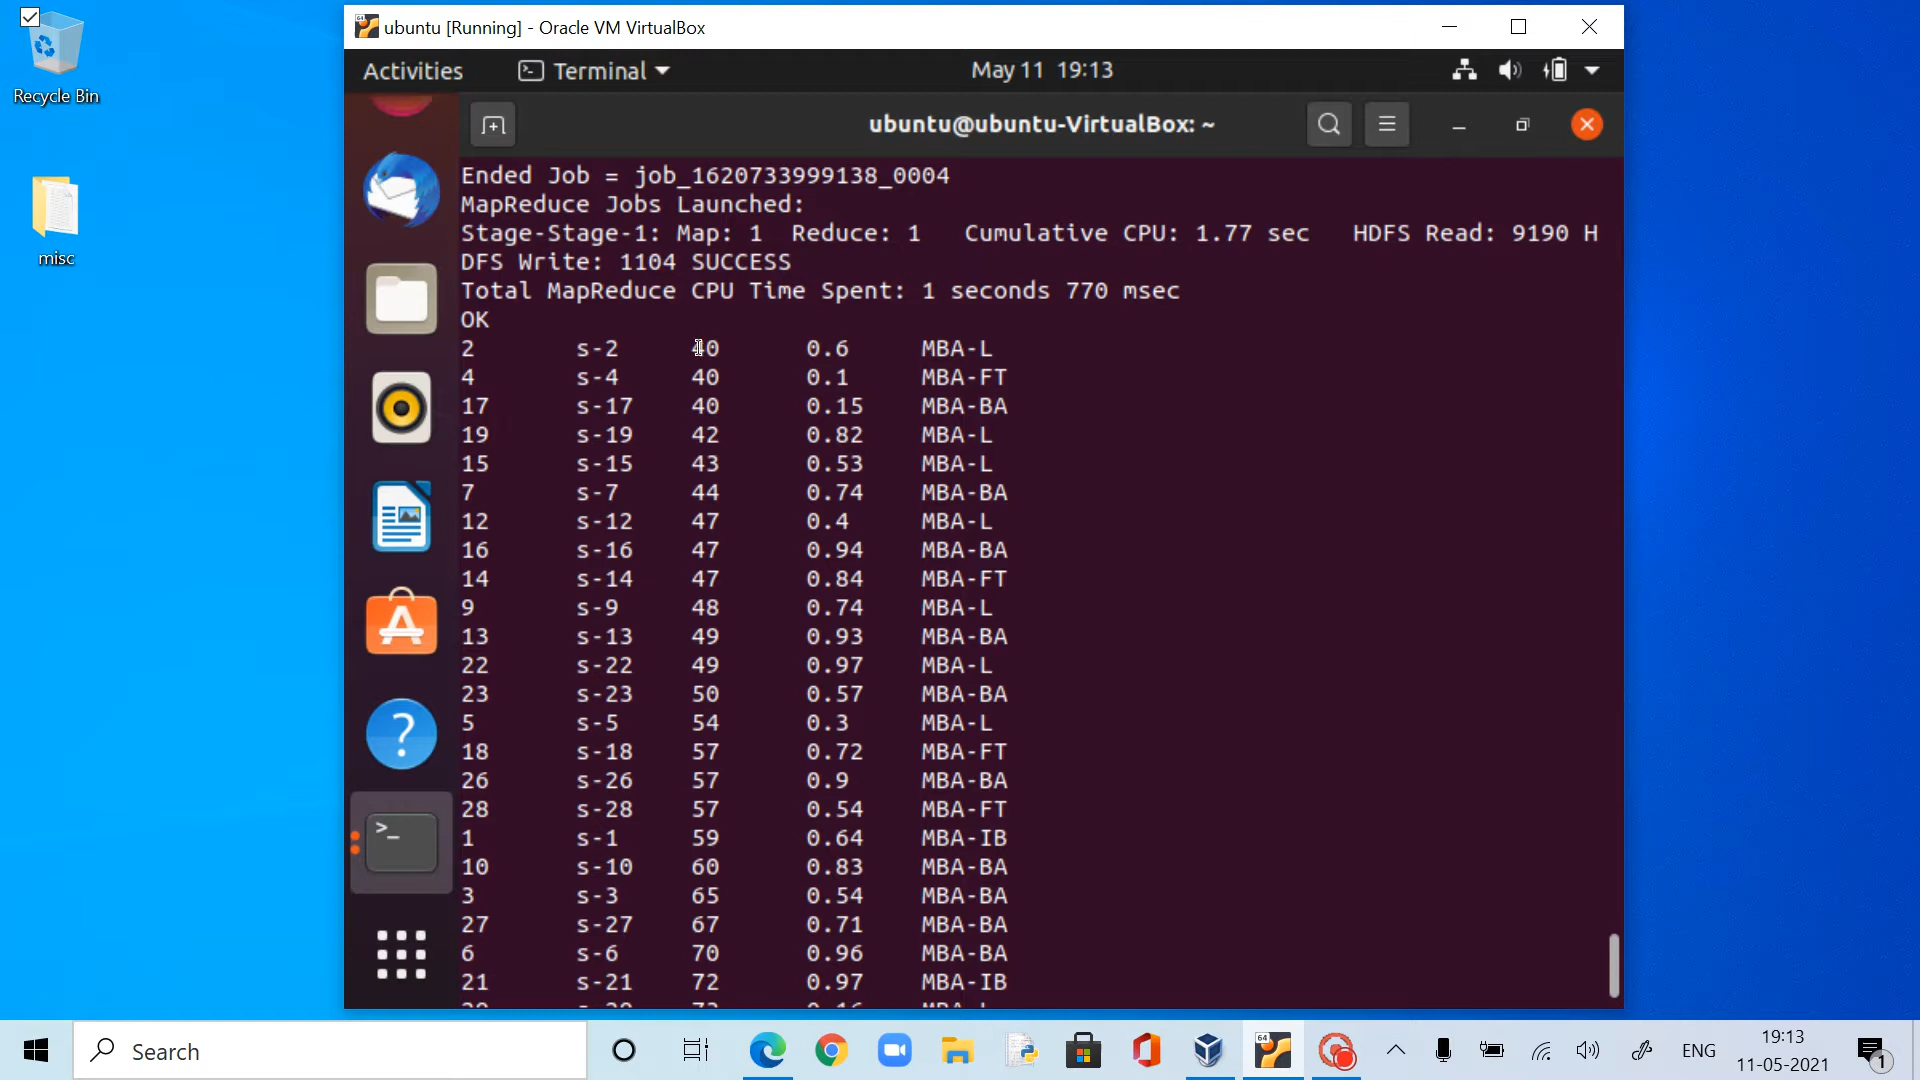 ubuntu [Running] - Oracle VM VirtualBox
Recycle Bin
misc
Activities Terminal May 11 19:13
ubuntu@ubuntu-VirtualBox: ~
Ended Job = job_1620733999138_0004
MapReduce Jobs Launched:
Stage-Stage-1: Map: 1 Reduce: 1 Cumulative CPU: 1.77 sec HDFS Read: 9190 H
DFS Write: 1104 SUCCESS
Total MapReduce CPU Time Spent: 1 seconds 770 msec
OK
2 s-2 40 0.6 MBA-L
4 s-4 40 0.1 MBA-FT
17 s-17 40 0.15 MBA-BA
19 s-19 42 0.82 MBA-L
15 s-15 43 0.53 MBA-L
7 s-7 44 0.74 MBA-BA
12 s-12 47 0.4 MBA-L
16 s-16 47 0.94 MBA-BA
14 s-14 47 0.84 MBA-FT
9 s-9 48 0.74 MBA-L
13 s-13 49 0.93 MBA-BA
22 s-22 49 0.97 MBA-L
23 s-23 50 0.57 MBA-BA
5 s-5 54 0.3 MBA-L
18 s-18 57 0.72 MBA-FT
26 s-26 57 0.9 MBA-BA
28 s-28 57 0.54 MBA-FT
1 s-1 59 0.64 MBA-IB
10 s-10 60 0.83 MBA-BA
3 s-3 65 0.54 MBA-BA
27 s-27 67 0.71 MBA-BA
6 s-6 70 0.96 MBA-BA
21 s-21 72 0.97 MBA-IB
Search
64
ENG
19:13
11-05-2021
1